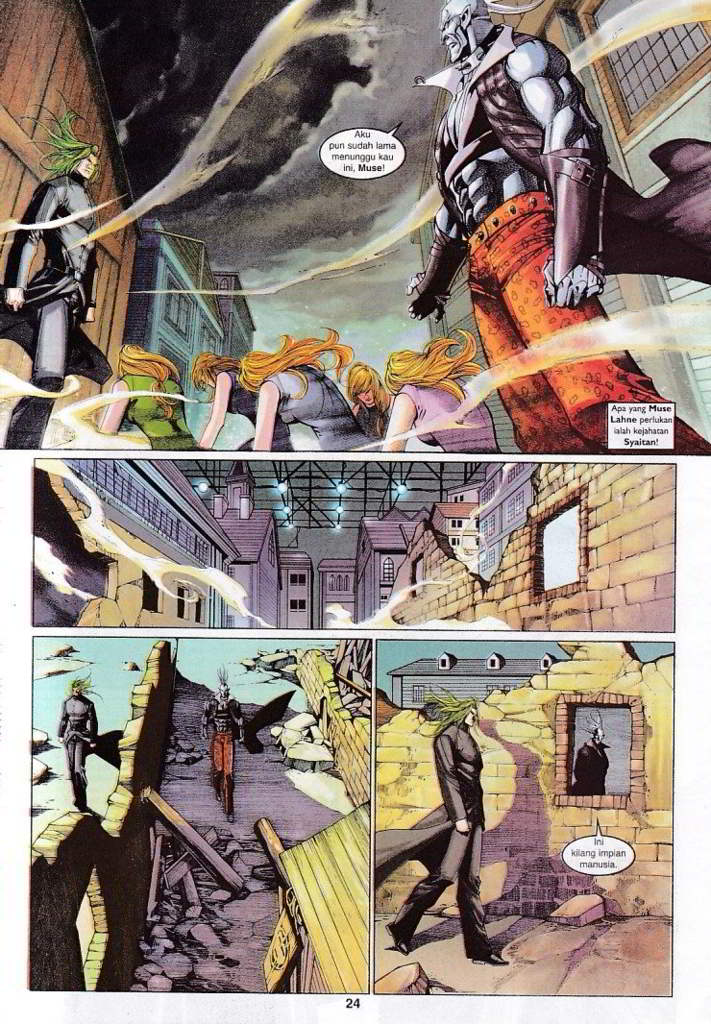 Aku
pun sudah lama
menunggu kau
ini, Muse!
Apa yang Muse
Lahne perlukan
ialah kejahatan
Syaitan!
Ini
kilang impian
manusia.
24